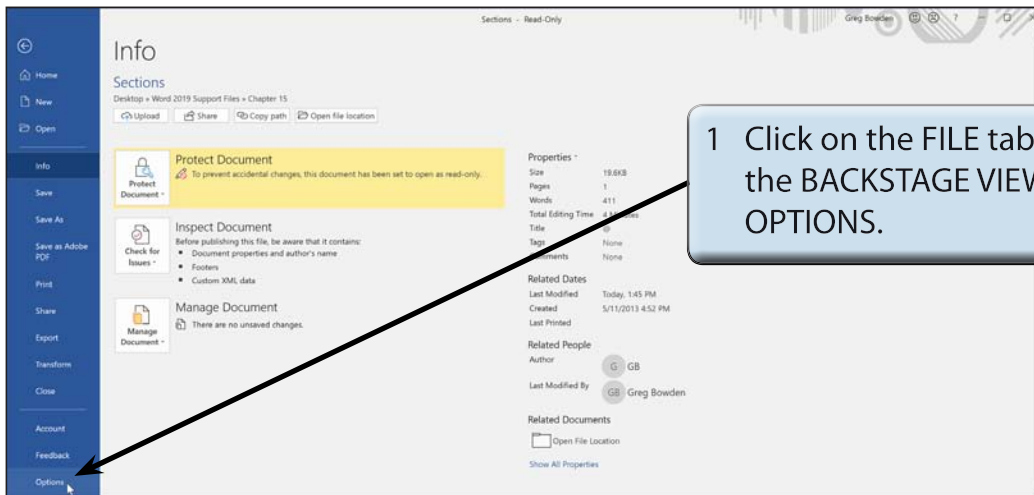 Sections - Read-Only
Greg Bowden
?
Info
Home
New
Open
Info
Save
Save As
Save as Adobe
PDF
Print
Share
Export
Transform
Close
Account
Feedback
Options
Sections
Desktop » Word 2019 Support Files » Chapter 15
Upload Share Copy path Open file location
Protect
Document
Protect Document
To prevent accidental changes, this document has been set to open as read-only.
Check for
Issues
Inspect Document
Before publishing this file, be aware that it contains:
Document properties and author's name
Footers
Custom XML data
Manage
Document
Manage Document
There are no unsaved changes.
Properties
Size 19.6KB
Pages 1
Words 411
Total Editing Time 4
Title @
Tags None
None
Related Dates
Last Modified Today, 1:45 PM
Created 5/11/2013 4:52 PM
Last Printed
Related People
Author G GB
Last Modified By GB Greg Bowden
Related Documents
Open File Location
Show All Properties
1 Click on the FILE tab
the BACKSTAGE VIEW
OPTIONS.